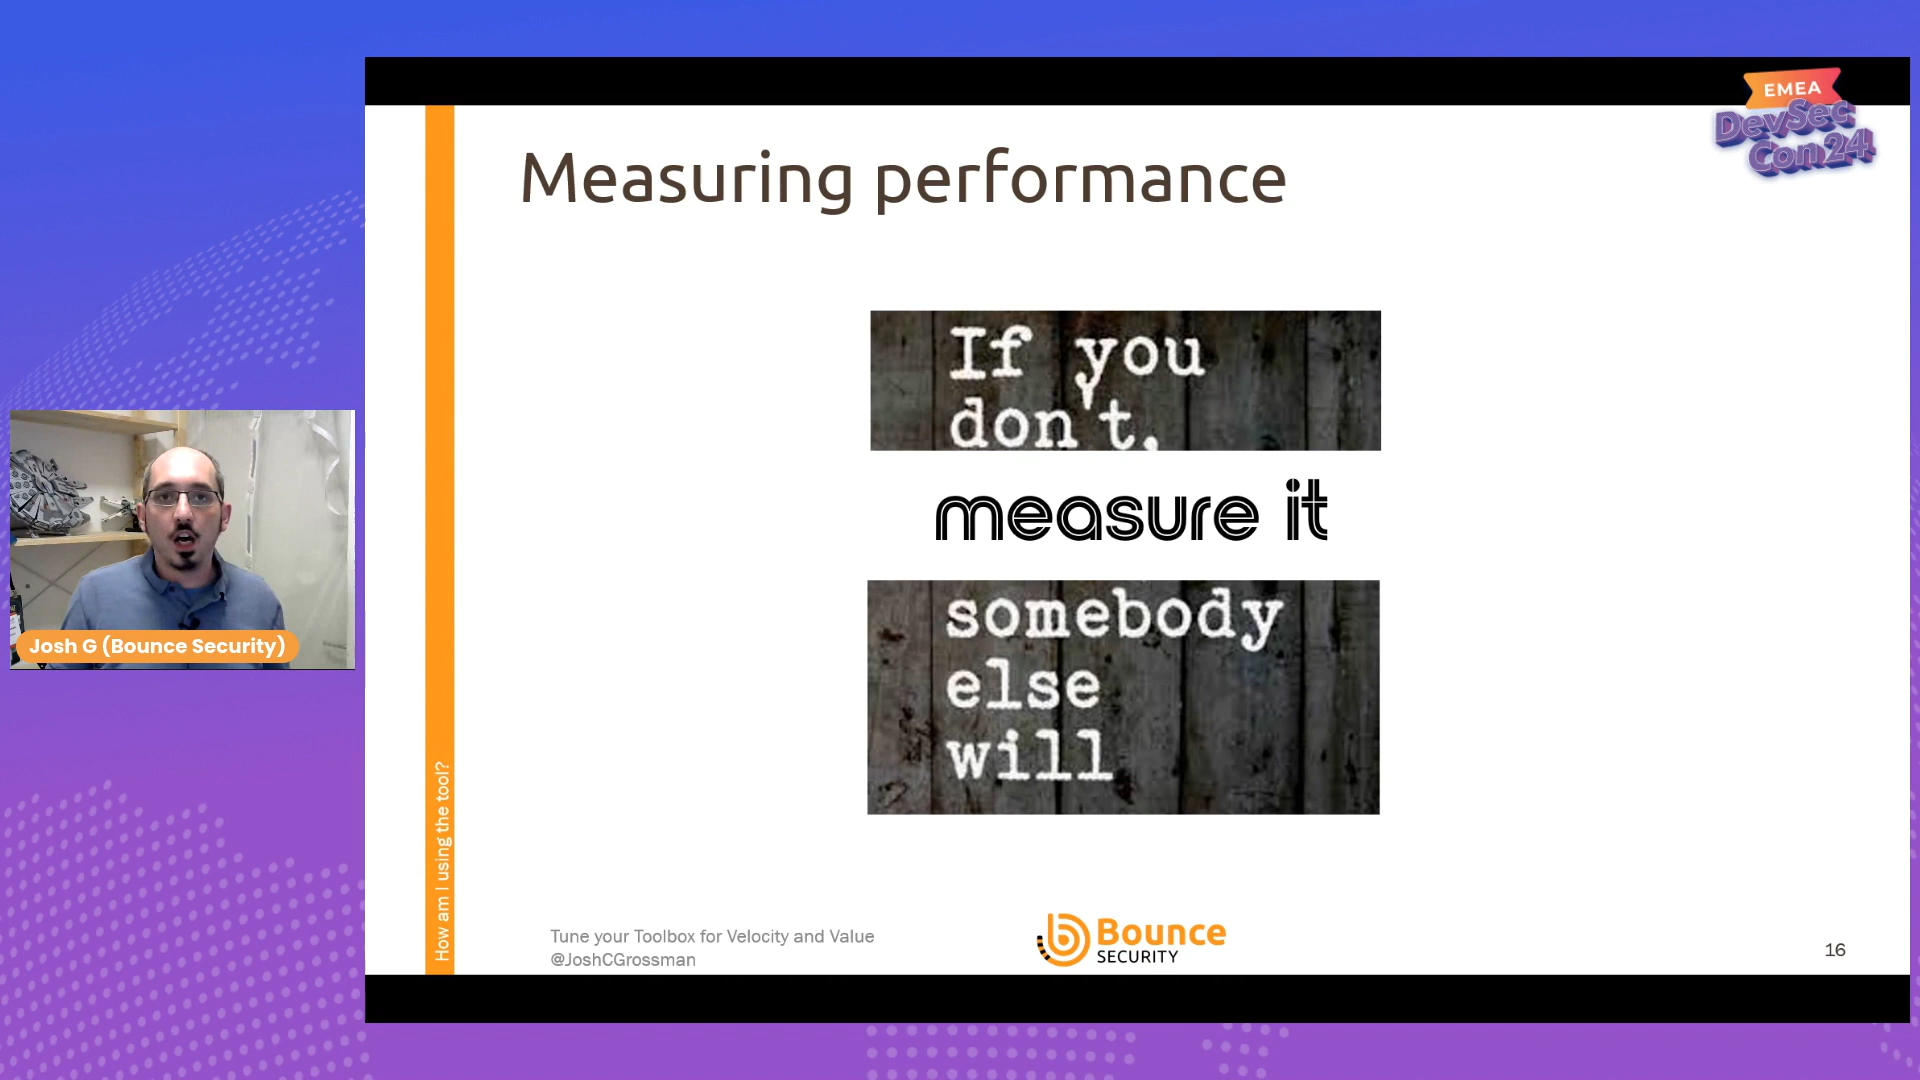 EMEA
DevSec
Con24
Measuring performance
If you
don't,
measure it
somebody
else
will
How am I using the tool?
Josh G (Bounce Security)
Tune your Toolbox for Velocity and Value
@JoshCGrossman
Bounce
SECURITY
16